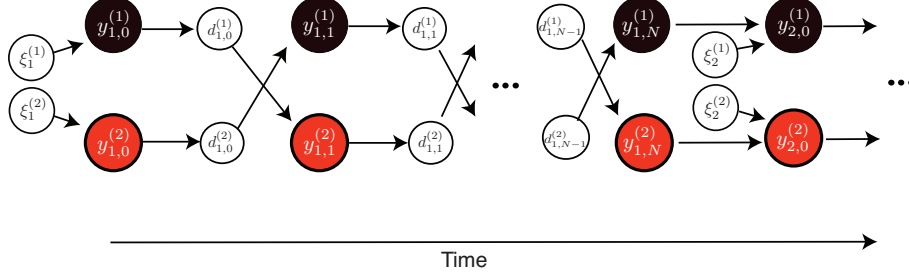 y_{1,0}^{(1)} d_{1,0}^{(1)} y_{1,1}^{(1)} d_{1,1}^{(1)} d_{1,N-1}^{(1)} y_{1,N}^{(1)} y_{2,0}^{(1)}
ξ_1^{(1)} ξ_2^{(1)}
...
...
ξ_1^{(2)} ξ_2^{(2)}
y_{1,0}^{(2)} d_{1,0}^{(2)} y_{1,1}^{(2)} d_{1,1}^{(2)} d_{1,N-1}^{(2)} y_{1,N}^{(2)} y_{2,0}^{(2)}
Time